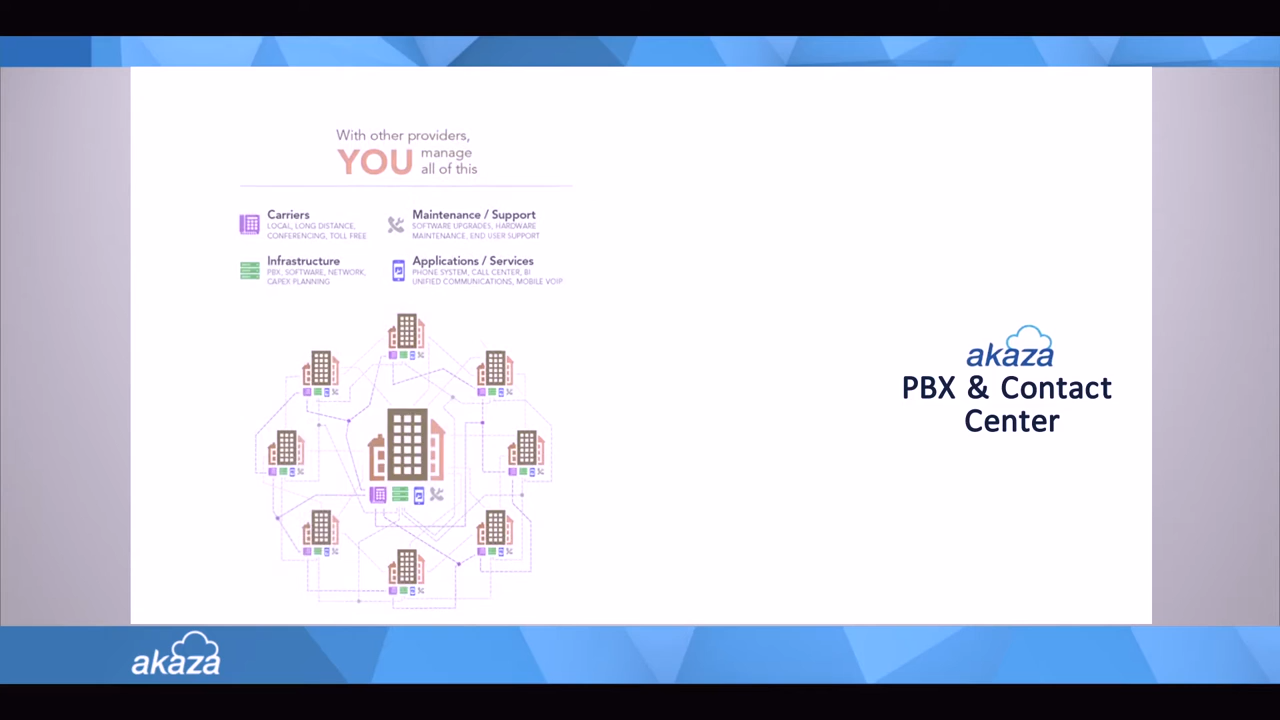 With other providers,
YOU manage
all of this
Carriers
LOCAL, LONG DISTANCE,
CONFERENCING, TOLL FREE
Maintenance / Support
SOFTWARE UPGRADES, HARDWARE
MAINTENANCE, END USER SUPPORT
Infrastructure
PBX, SOFTWARE, NETWORK,
CAPEX PLANNING
Applications / Services
PHONE SYSTEM, CALL CENTER, BI
UNIFIED COMMUNICATIONS, MOBILE VOIP
akaza
PBX & Contact
Center
akaza